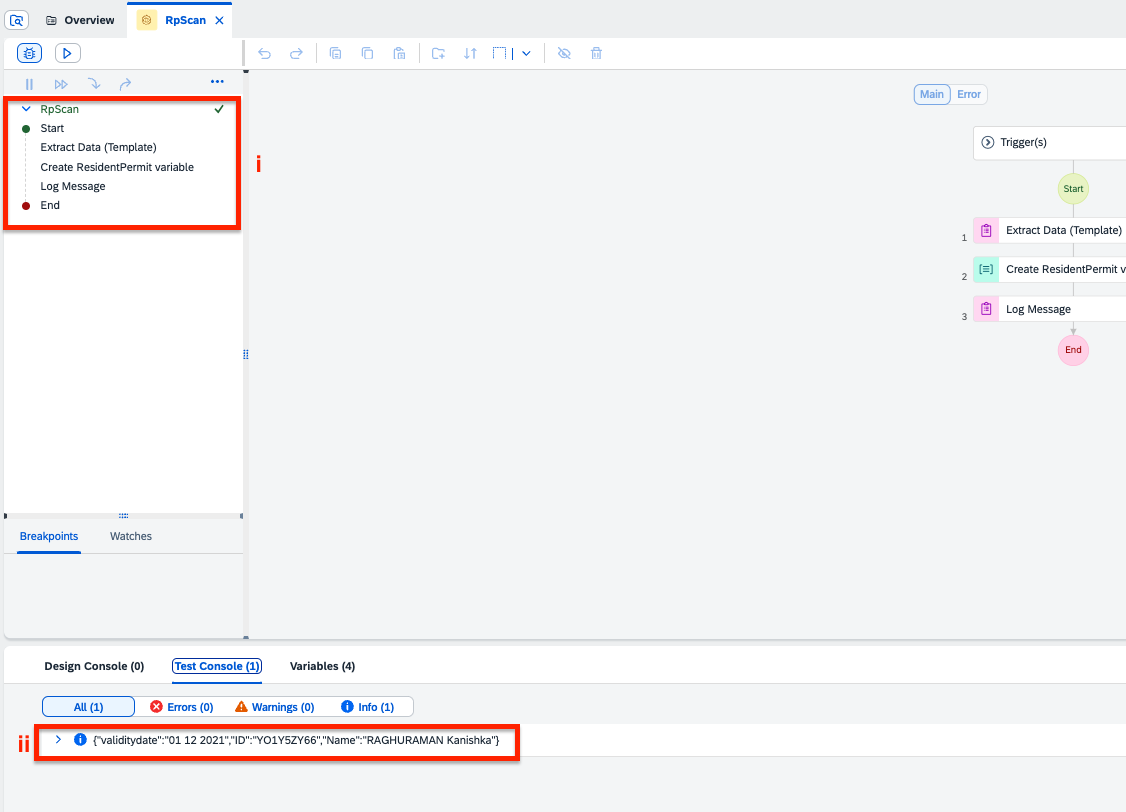 Overview
RpScan
RpScan
Start
Extract Data (Template)
Create ResidentPermit variable
Log Message
End
i
Main Error
Trigger(s)
Start
1 Extract Data (Template)
2 Create ResidentPermit v
3 Log Message
End
Breakpoints Watches
Design Console (0) Test Console (1) Variables (4)
All (1) Errors (0) Warnings (0) Info (1)
ii {"validitydate":"01 12 2021","ID":"YO1Y5ZY66","Name":"RAGHURAMAN Kanishka"}